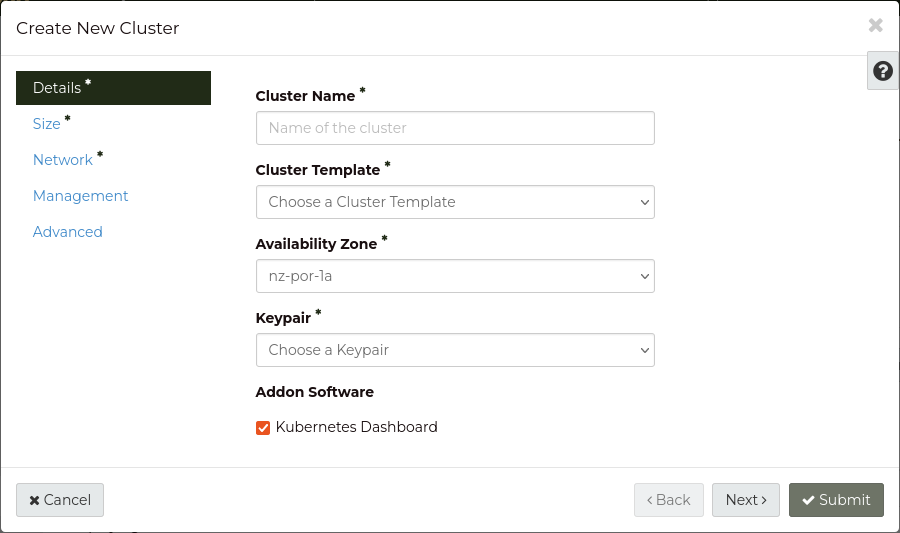 Create New Cluster
Details *
Size *
Network *
Management
Advanced
Cluster Name *
Name of the cluster
Cluster Template *
Choose a Cluster Template
Availability Zone *
nz-por-1a
Keypair *
Choose a Keypair
Addon Software
Kubernetes Dashboard
Cancel
Back
Next
Submit